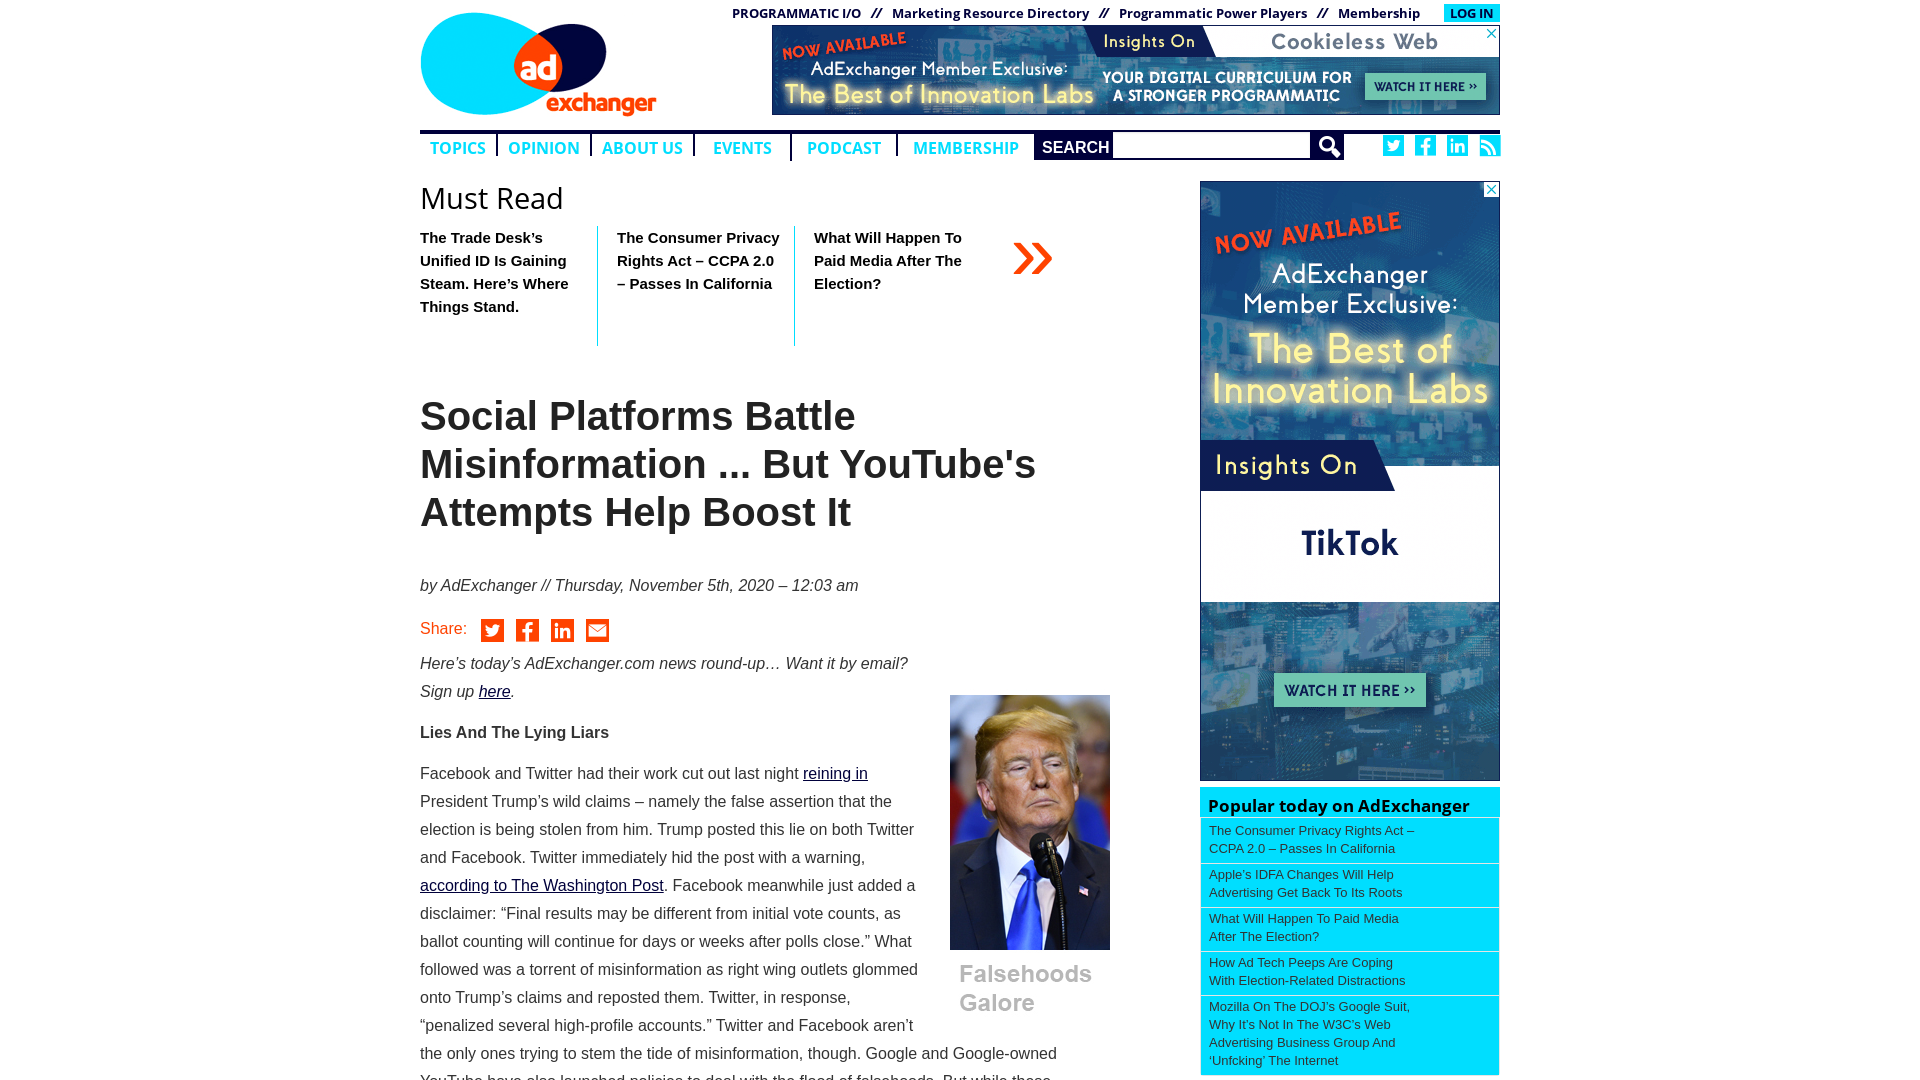 PROGRAMMATIC I/O // Marketing Resource Directory // Programmatic Power Players // Membership LOG IN
ad
exchanger
NOW AVAILABLE
AdExchanger Member Exclusive:
The Best of Innovation Labs
Insights On
Cookieless Web
YOUR DIGITAL CURRICULUM FOR
A STRONGER PROGRAMMATIC
WATCH IT HERE >>
TOPICS OPINION ABOUT US EVENTS PODCAST MEMBERSHIP SEARCH
Must Read
The Trade Desk’s
Unified ID Is Gaining
Steam. Here’s Where
Things Stand.
The Consumer Privacy
Rights Act – CCPA 2.0
– Passes In California
What Will Happen To
Paid Media After The
Election?
Social Platforms Battle
Misinformation ... But YouTube's
Attempts Help Boost It
by AdExchanger // Thursday, November 5th, 2020 – 12:03 am
Share:
Here’s today’s AdExchanger.com news round-up… Want it by email?
Sign up here.
Lies And The Lying Liars
Facebook and Twitter had their work cut out last night reining in
President Trump’s wild claims – namely the false assertion that the
election is being stolen from him. Trump posted this lie on both Twitter
and Facebook. Twitter immediately hid the post with a warning,
according to The Washington Post. Facebook meanwhile just added a
disclaimer: “Final results may be different from initial vote counts, as
ballot counting will continue for days or weeks after polls close.” What
followed was a torrent of misinformation as right wing outlets glommed
onto Trump’s claims and reposted them. Twitter, in response,
“penalized several high-profile accounts.” Twitter and Facebook aren’t
the only ones trying to stem the tide of misinformation, though. Google and Google-owned
YouTube have also launched policies to deal with the flood of falsehoods. But while these
Falsehoods
Galore
NOW AVAILABLE
AdExchanger
Member Exclusive:
The Best of
Innovation Labs
Insights On
TikTok
WATCH IT HERE >>
Popular today on AdExchanger
The Consumer Privacy Rights Act –
CCPA 2.0 – Passes In California
Apple’s IDFA Changes Will Help
Advertising Get Back To Its Roots
What Will Happen To Paid Media
After The Election?
How Ad Tech Peeps Are Coping
With Election-Related Distractions
Mozilla On The DOJ’s Google Suit,
Why It’s Not In The W3C’s Web
Advertising Business Group And
‘Unfcking’ The Internet